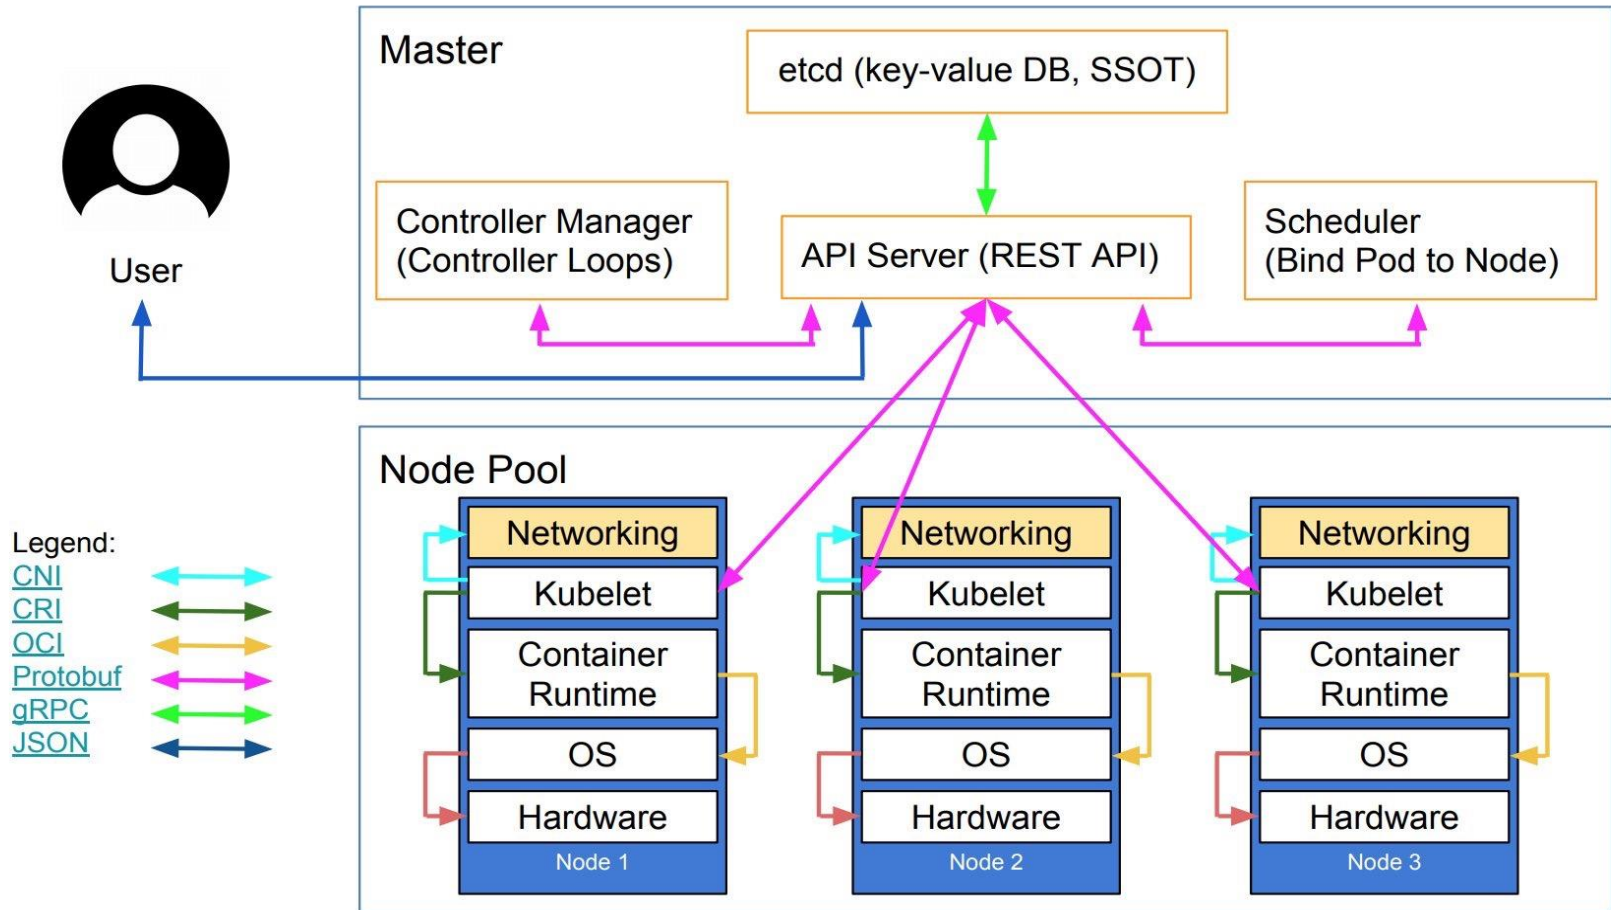 Master
etcd (key-value DB, SSOT)
Controller Manager
(Controller Loops)
API Server (REST API)
Scheduler
(Bind Pod to Node)
User
Node Pool
Networking
Kubelet
Container
Runtime
OS
Hardware
Node 1
Networking
Kubelet
Container
Runtime
OS
Hardware
Node 2
Networking
Kubelet
Container
Runtime
OS
Hardware
Node 3
Legend:
CNI
CRI
OCI
Protobuf
gRPC
JSON